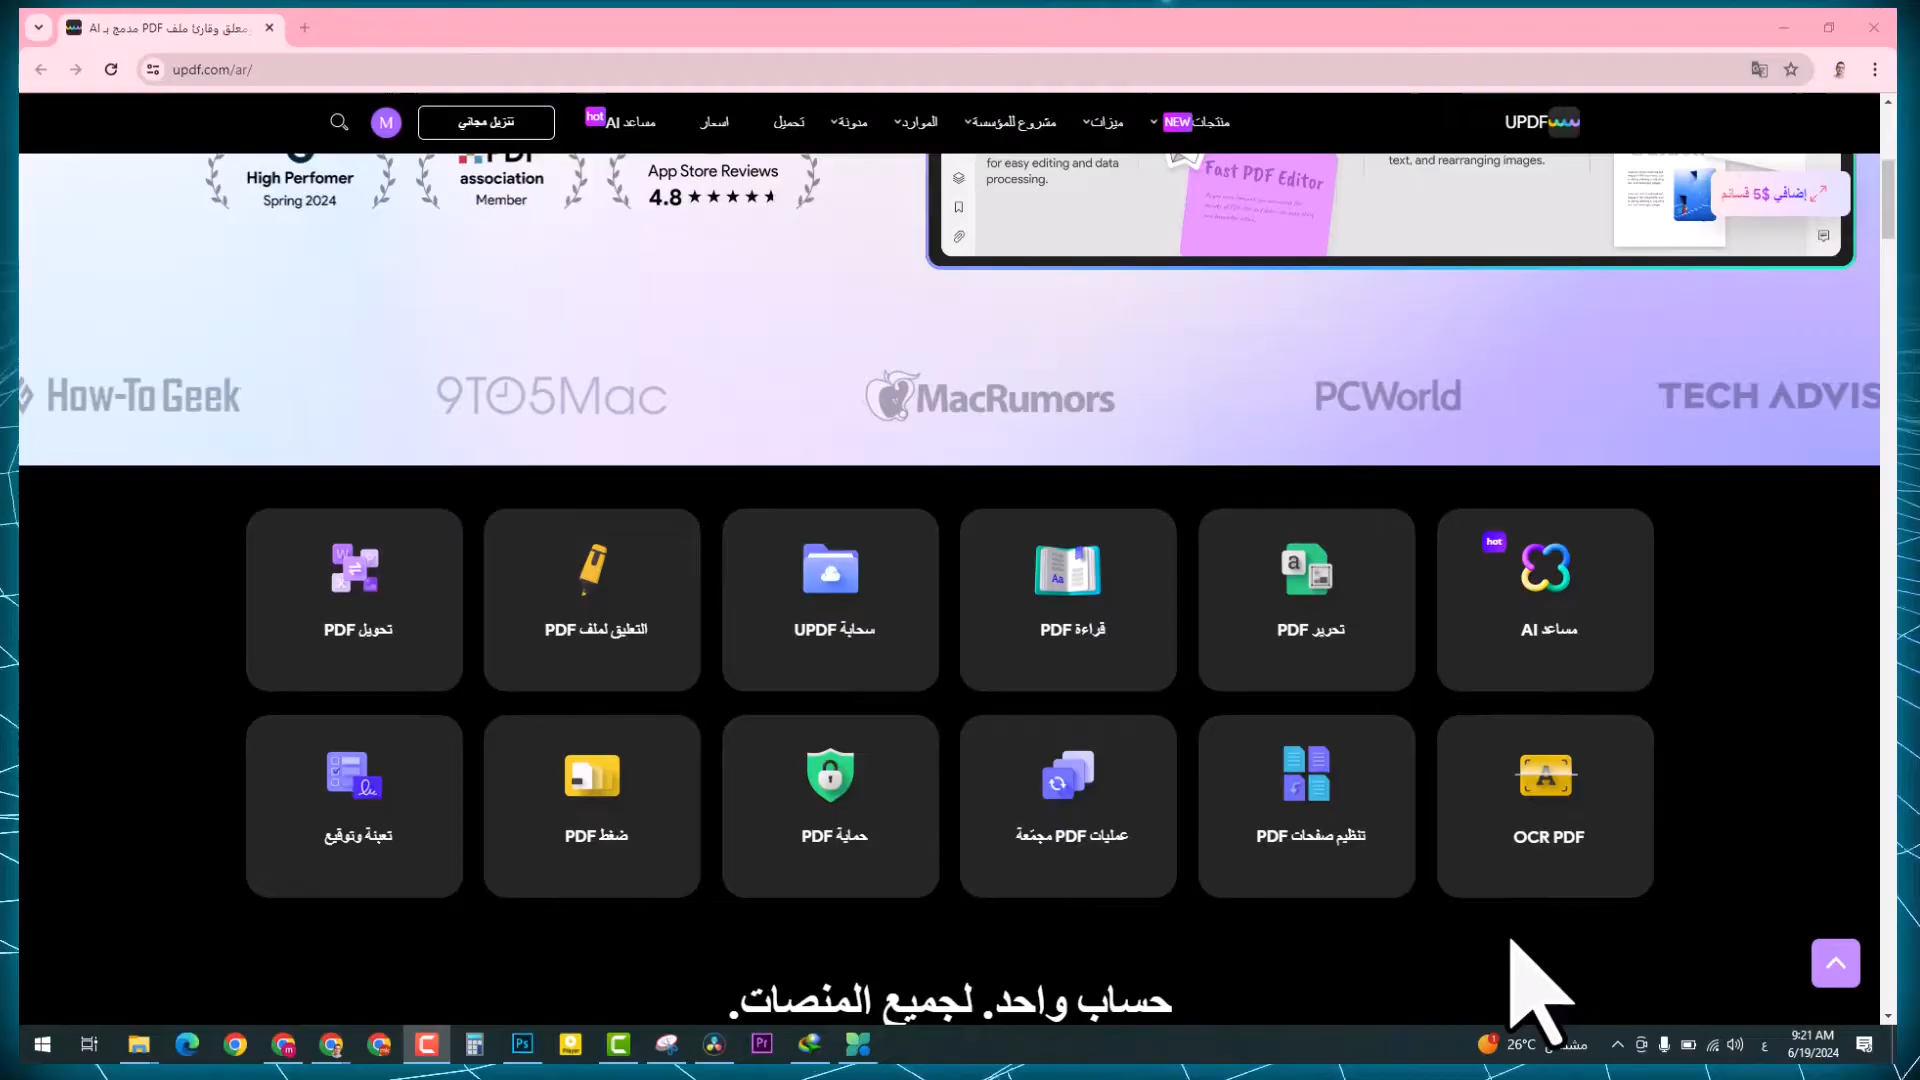 معلق وقارئ ملف PDF مدمج بـ AI
updf.com/ar/
UPDF
منتجات NEW
ميزات
مشروع للمؤسسة
الموارد
مدونة
تحميل
اسعار
مساعد AI hot
تنزيل مجاني
M
High Perfomer
Spring 2024
association
Member
App Store Reviews
4.8
for easy editing and data
processing.
Fast PDF Editor
text, and rearranging images.
إضافي $5 قسائم
How-To Geek
9TO5Mac
MacRumors
PCWorld
TECH ADVIS
hot
مساعد AI
تحرير PDF
قراءة PDF
سحابة UPDF
التعليق لملف PDF
تحويل PDF
OCR PDF
تنظيم صفحات PDF
عمليات PDF مجمّعة
حماية PDF
ضغط PDF
تعبئة وتوقيع
حساب واحد. لجميع المنصات.
26°C
9:21 AM
6/19/2024